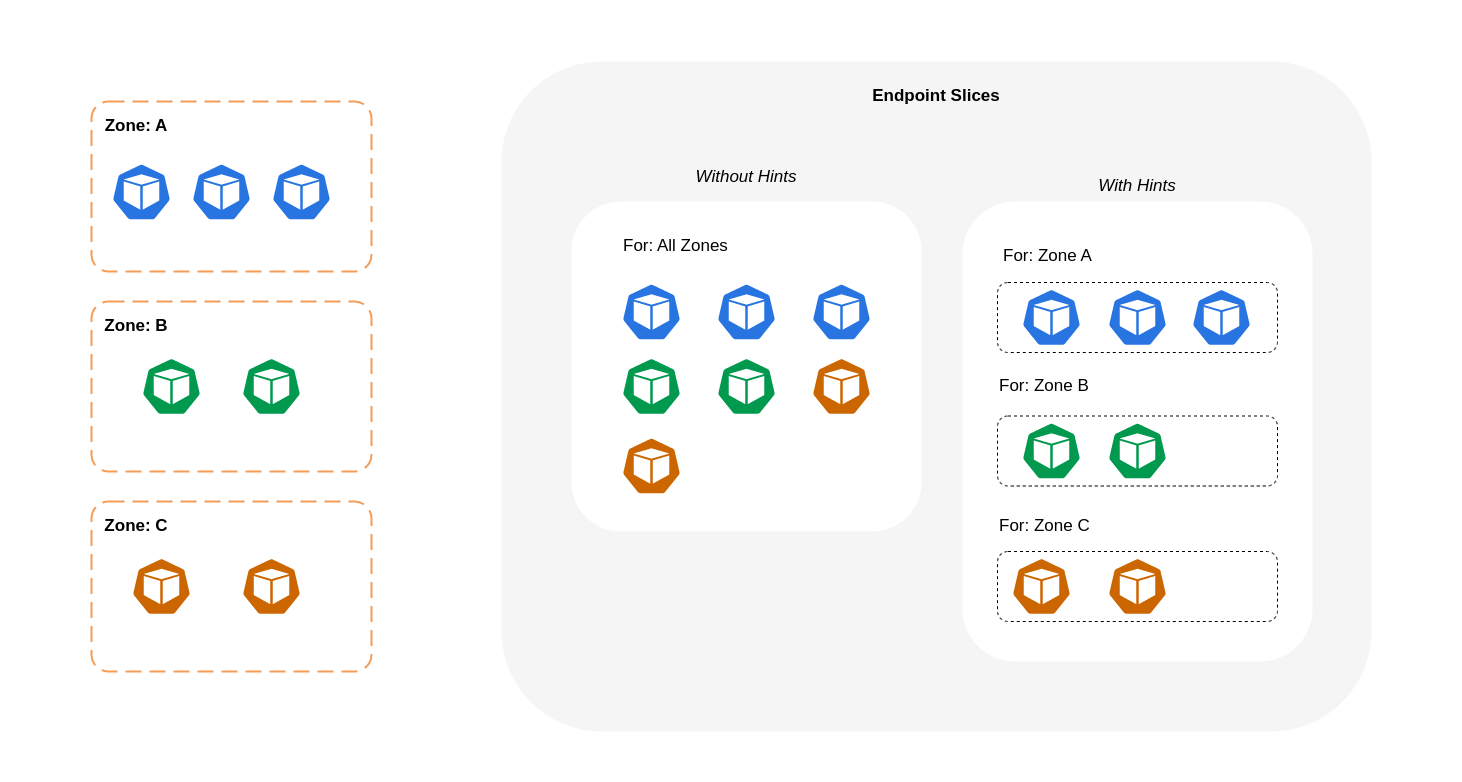 Zone: A
Zone: B
Zone: C
Endpoint Slices
Without Hints
For: All Zones
With Hints
For: Zone A
For: Zone B
For: Zone C